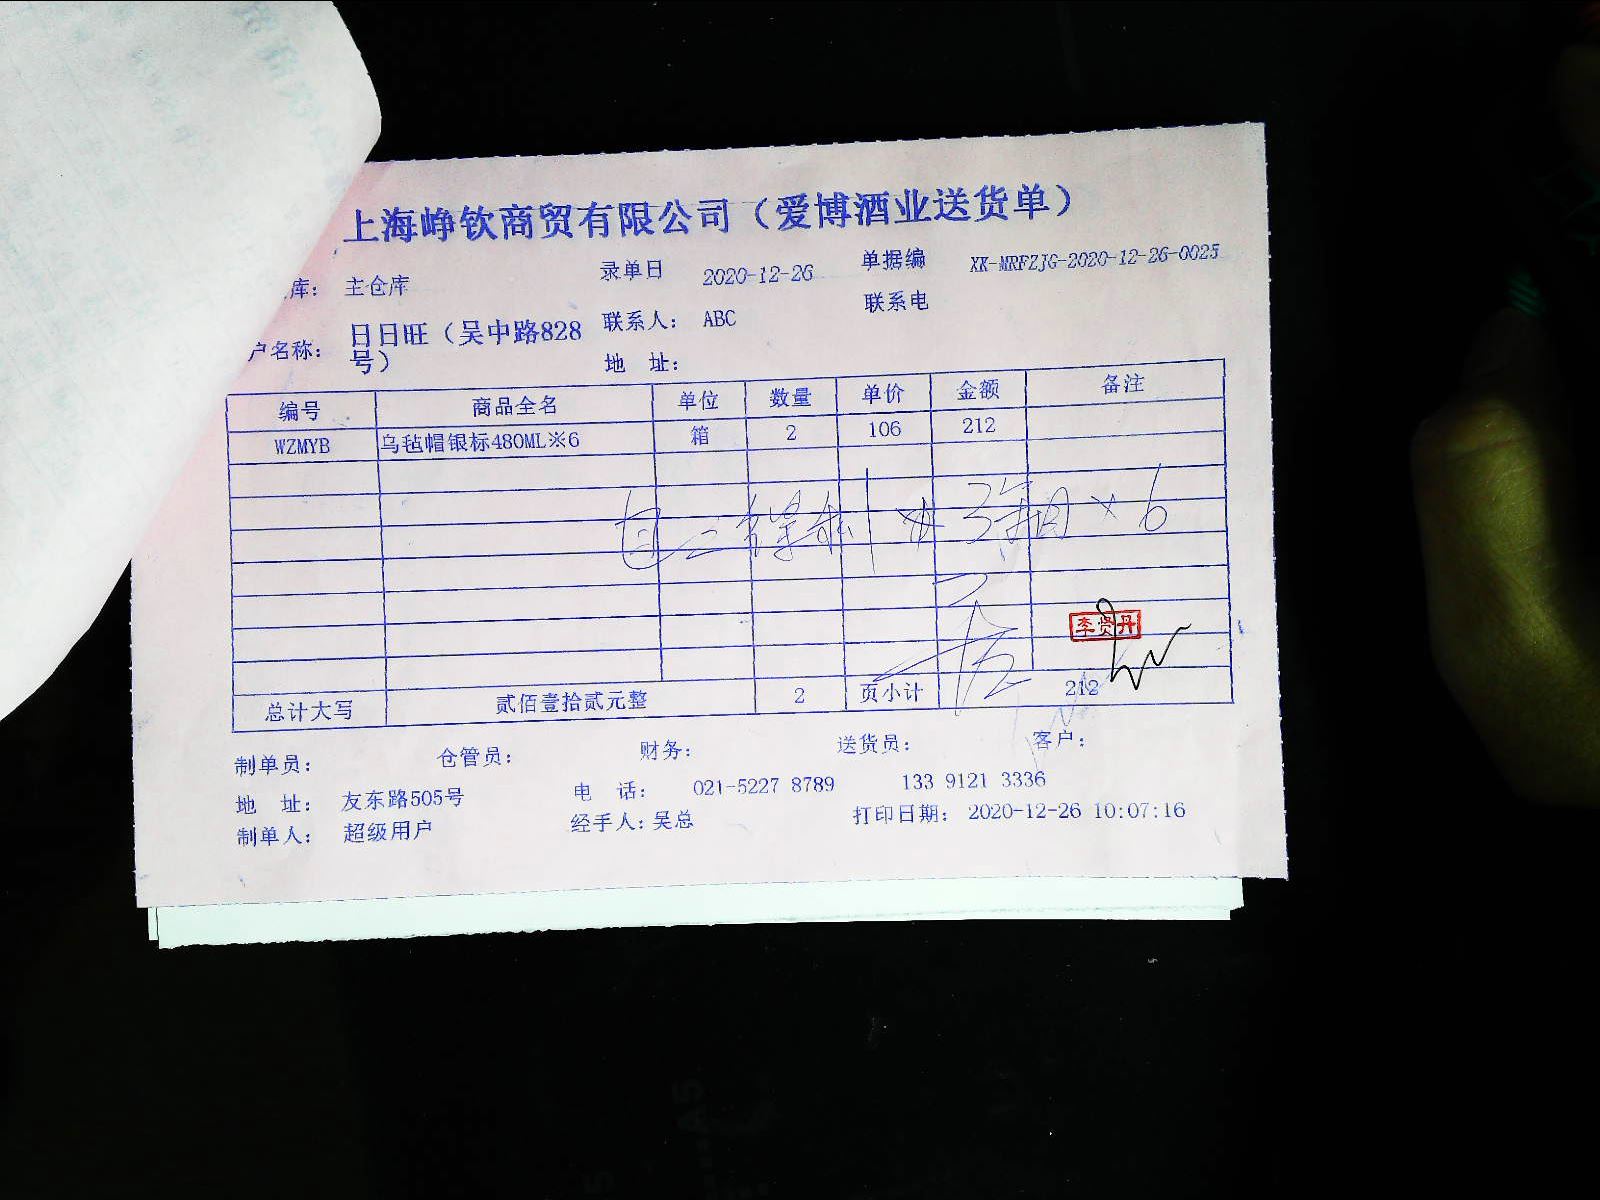 上海峥钦商贸有限公司（爱博酒业送货单）
库： 主仓库 录单日 2020-12-26 单据编 XK-MRFZJG-2020-12-26-0025
户名称： 日日旺（吴中路828号） 联系人： ABC 联系电
地 址：
编号 商品全名 单位 数量 单价 金额 备注
WZMYB 乌毡帽银标480ML※6 箱 2 106 212
× 6
李贤丹
总计大写 贰佰壹拾贰元整 2 页小计 212
制单员： 仓管员： 财务： 送货员： 客户：
地 址： 友东路505号 电 话： 021-5227 8789 133 9121 3336
制单人： 超级用户 经手人：吴总 打印日期： 2020-12-26 10:07:16